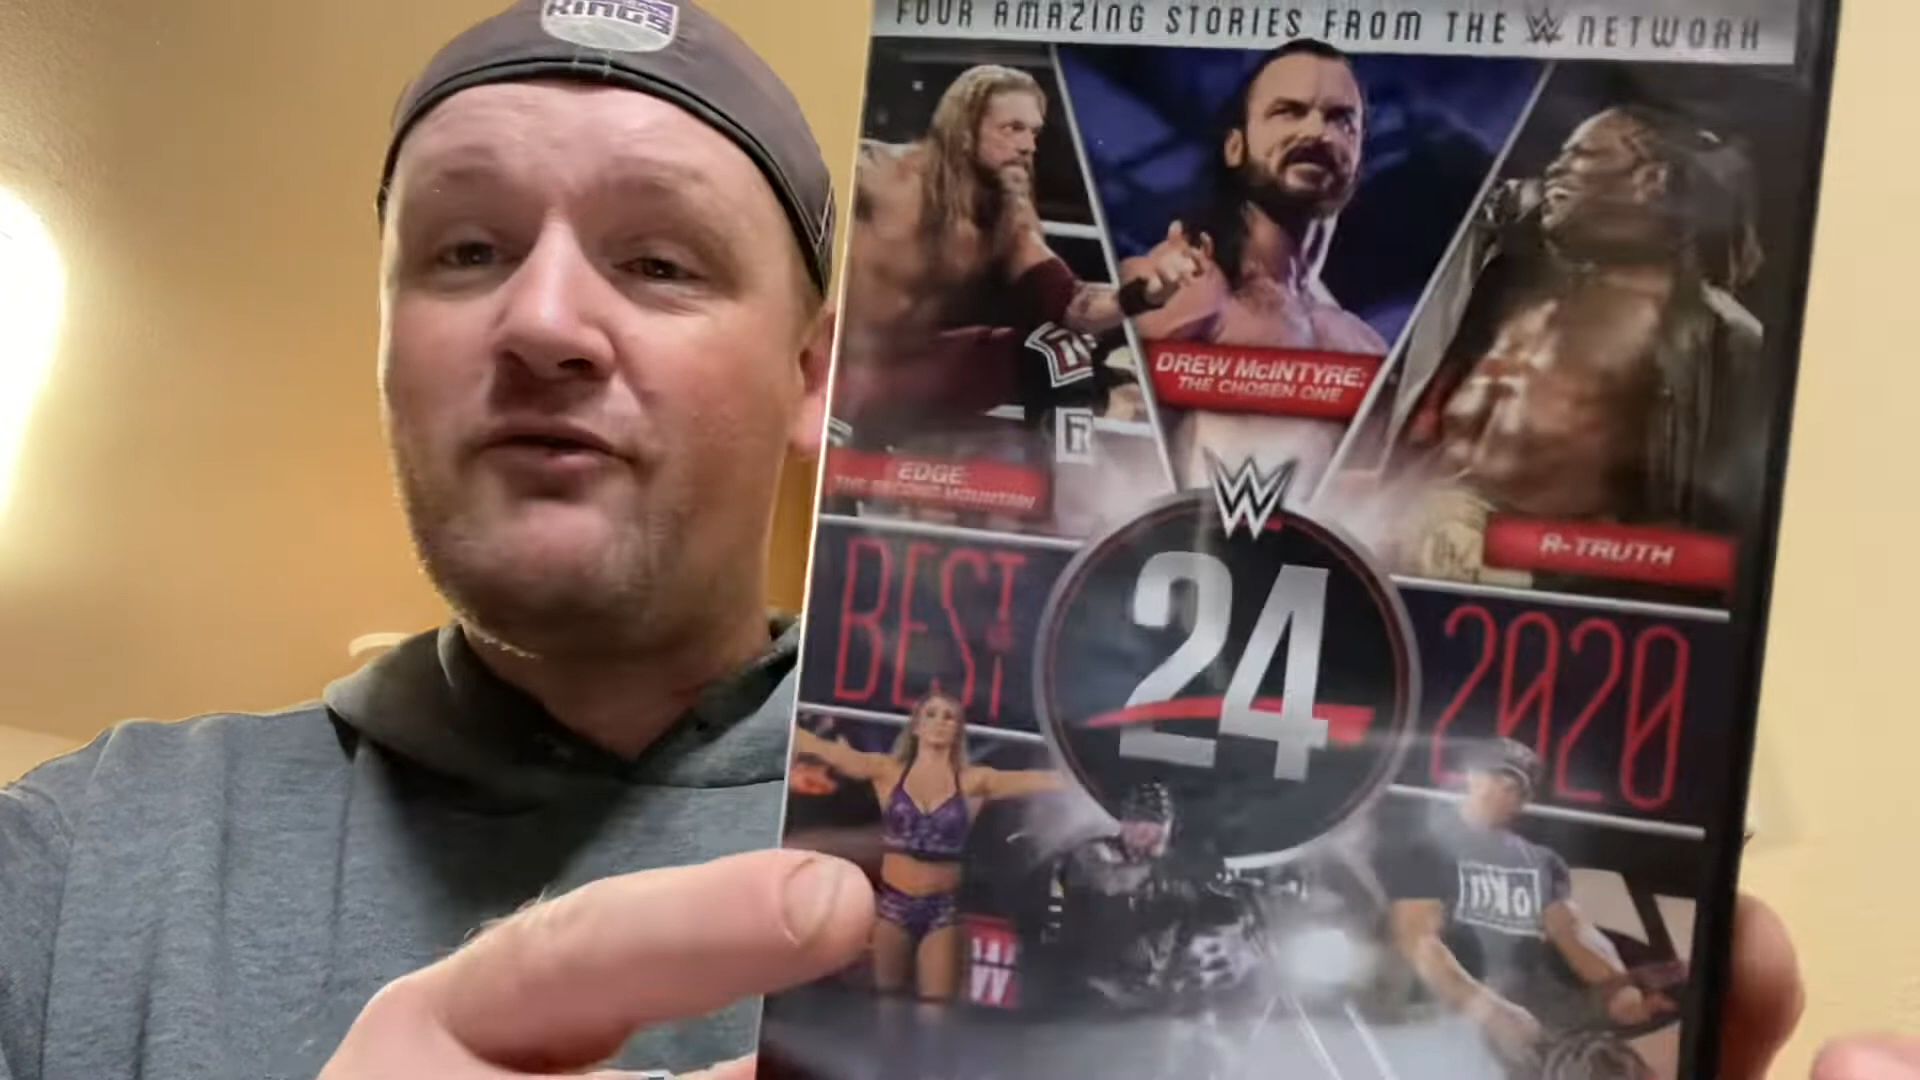 KINGS
FOUR AMAZING STORIES FROM THE W NETWORK
DREW McINTYRE:
THE CHOSEN ONE
EDGE:
THE SECOND MOUNTAIN
R-TRUTH
BEST OF
24
2020